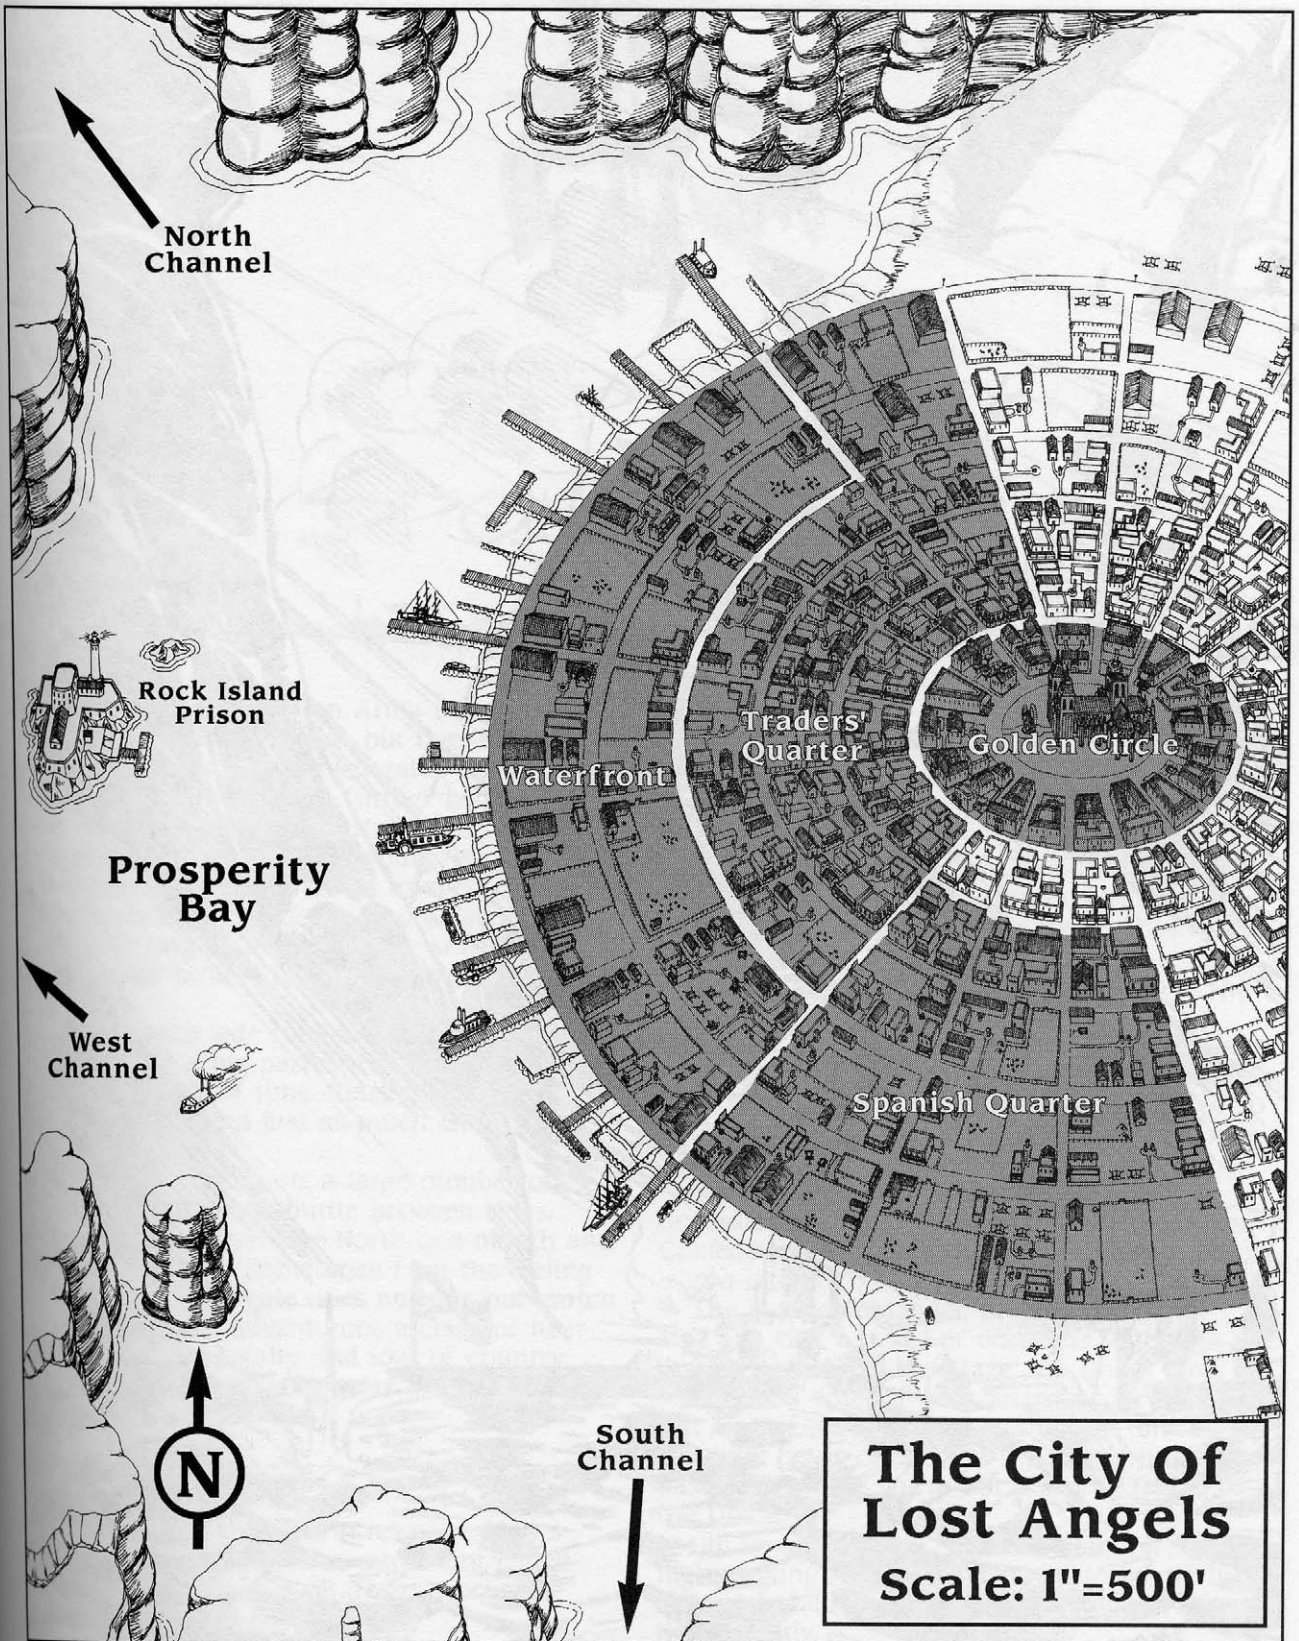 North
Channel
Rock Island
Prison
Traders'
Quarter
Golden Circle
Waterfront
Prosperity
Bay
West
Channel
Spanish Quarter
N
South
Channel
The City Of
Lost Angels
Scale: 1"=500'